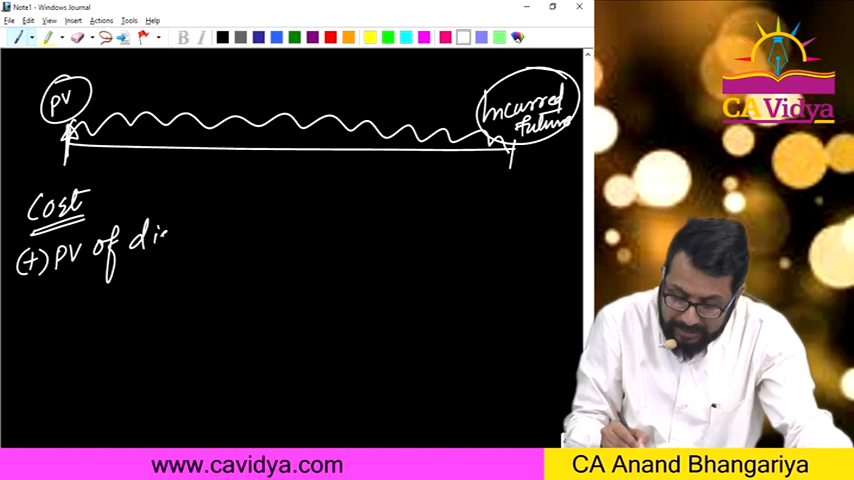 Note1 - Windows Journal
File Edit View Insert Actions Tools Help
B I
PV
Incurred
future
Cost
(+) PV of di
CA Vidya
www.cavidya.com
CA Anand Bhangariya